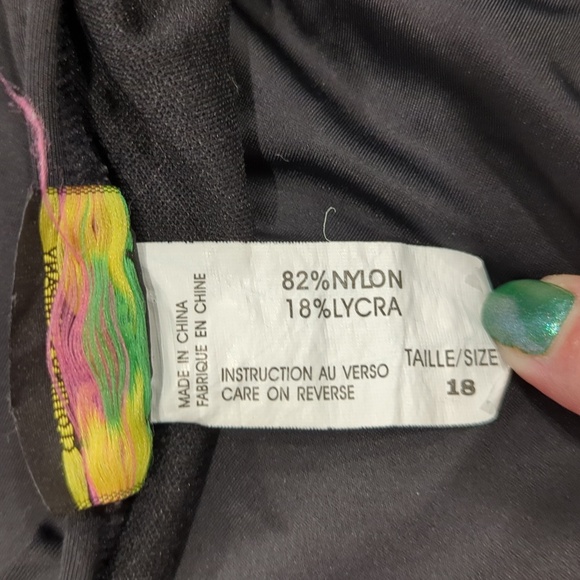 82%NYLON
18%LYCRA
MADE IN CHINA
FABRIQUE EN CHINE
INSTRUCTION AU VERSO
CARE ON REVERSE
TAILLE/SIZE
18